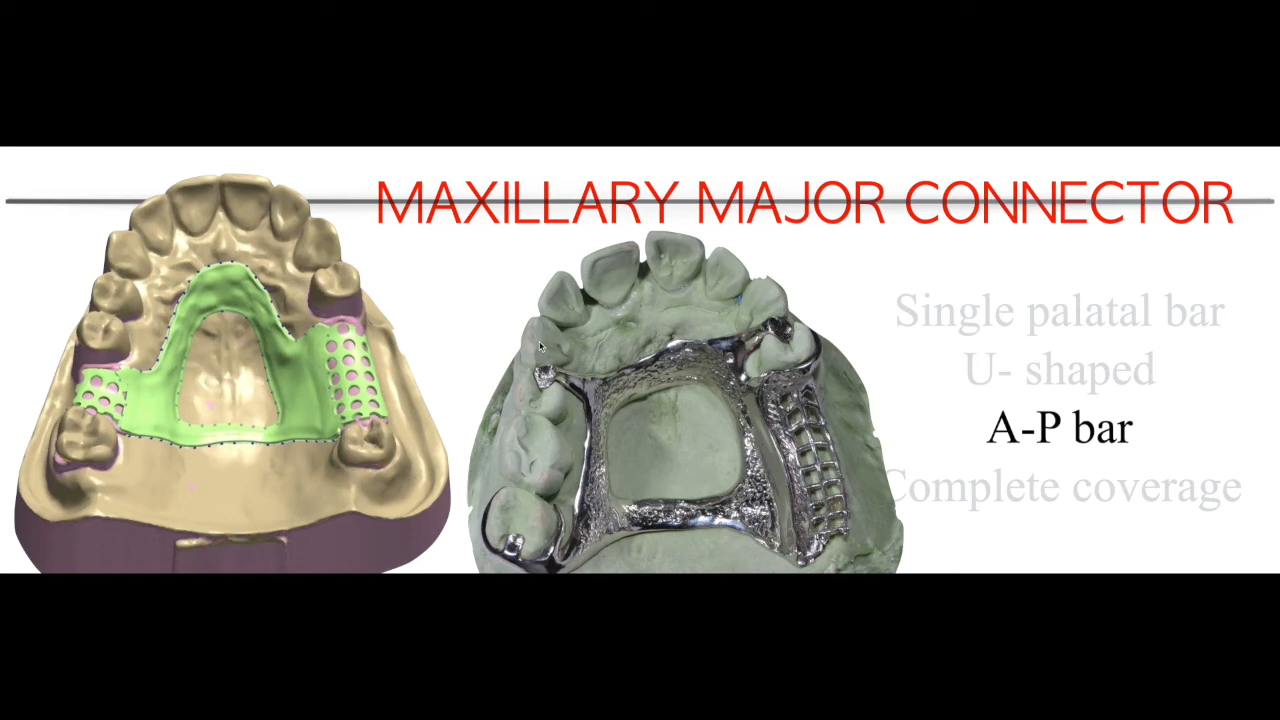 MAXILLARY MAJOR CONNECTOR
Single palatal bar
U- shaped
A-P bar
Complete coverage